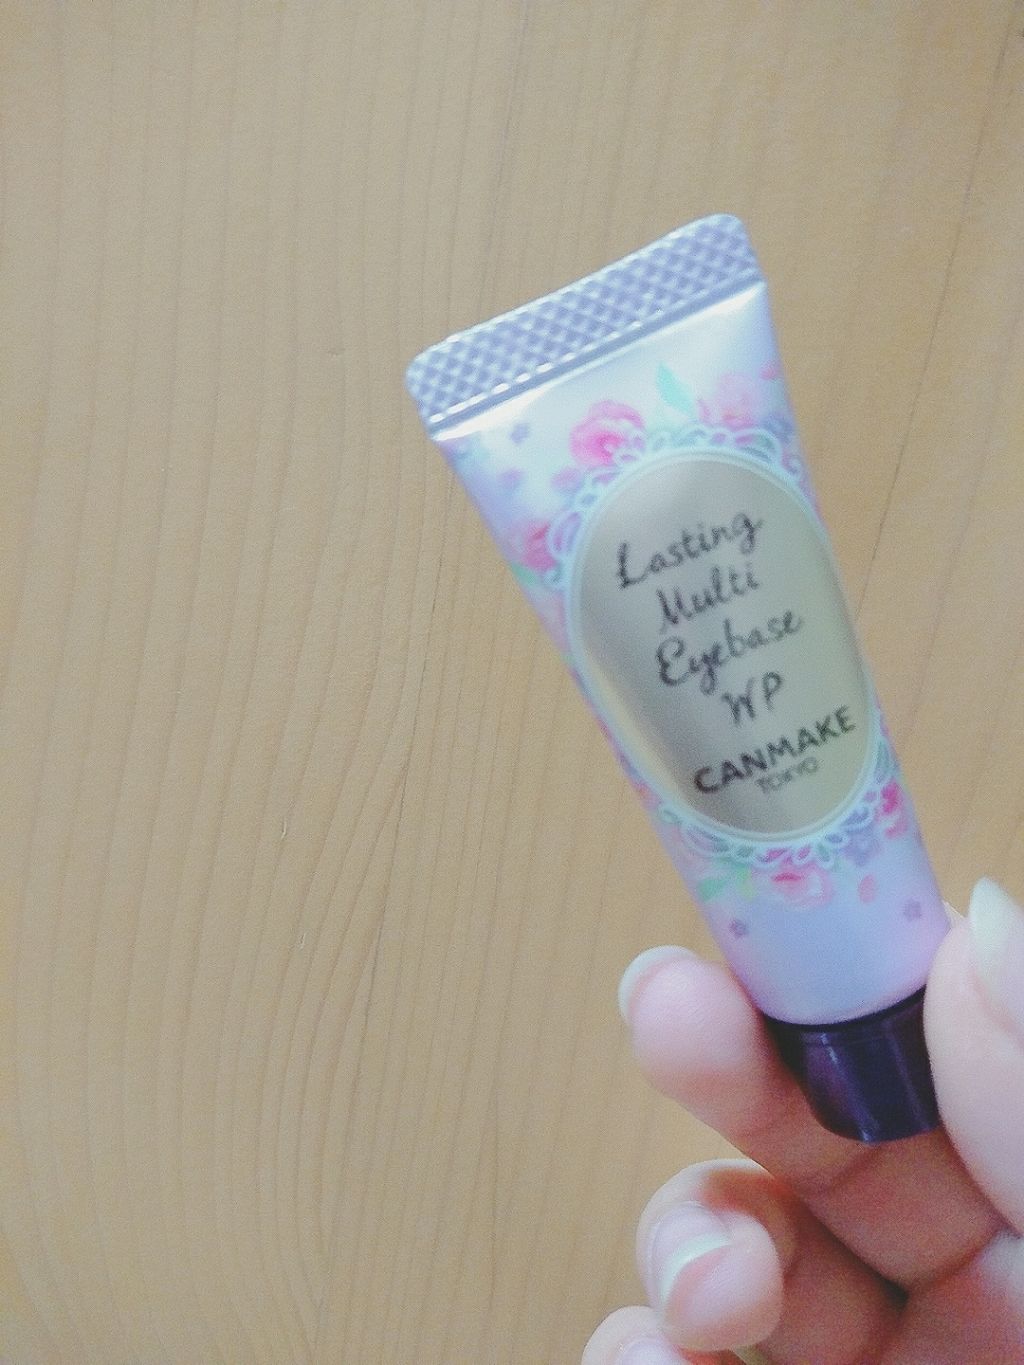 Lasting
Multi
Eyebase
WP
CANMAKE
TOKYO